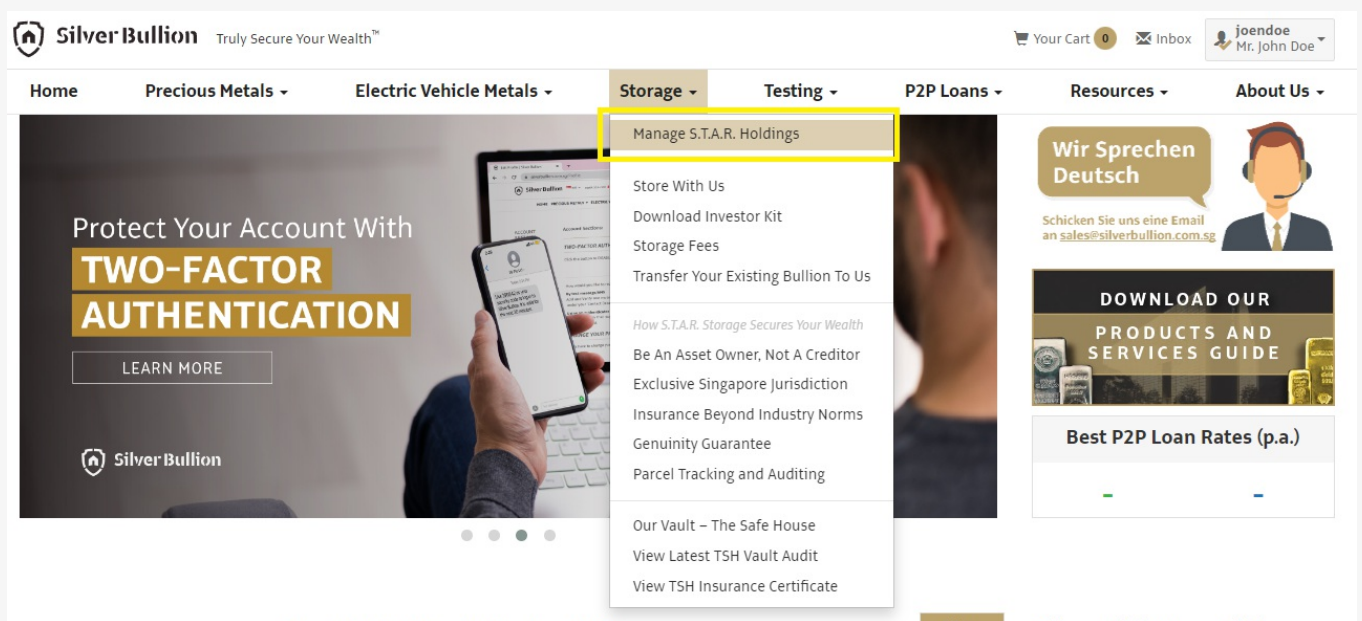 Silver Bullion Truly Secure Your Wealth™
Your Cart 0 Inbox joendoe
Mr. John Doe
Home Precious Metals Electric Vehicle Metals Storage Testing P2P Loans Resources About Us
Protect Your Account With
TWO-FACTOR
AUTHENTICATION
LEARN MORE
Silver Bullion
Manage S.T.A.R. Holdings
Store With Us
Download Investor Kit
Storage Fees
Transfer Your Existing Bullion To Us
How S.T.A.R. Storage Secures Your Wealth
Be An Asset Owner, Not A Creditor
Exclusive Singapore Jurisdiction
Insurance Beyond Industry Norms
Genuinity Guarantee
Parcel Tracking and Auditing
Our Vault – The Safe House
View Latest TSH Vault Audit
View TSH Insurance Certificate
Wir Sprechen
Deutsch
Schicken Sie uns eine Email
an sales@silverbullion.com.sg
DOWNLOAD OUR
PRODUCTS AND
SERVICES GUIDE
Best P2P Loan Rates (p.a.)
- -